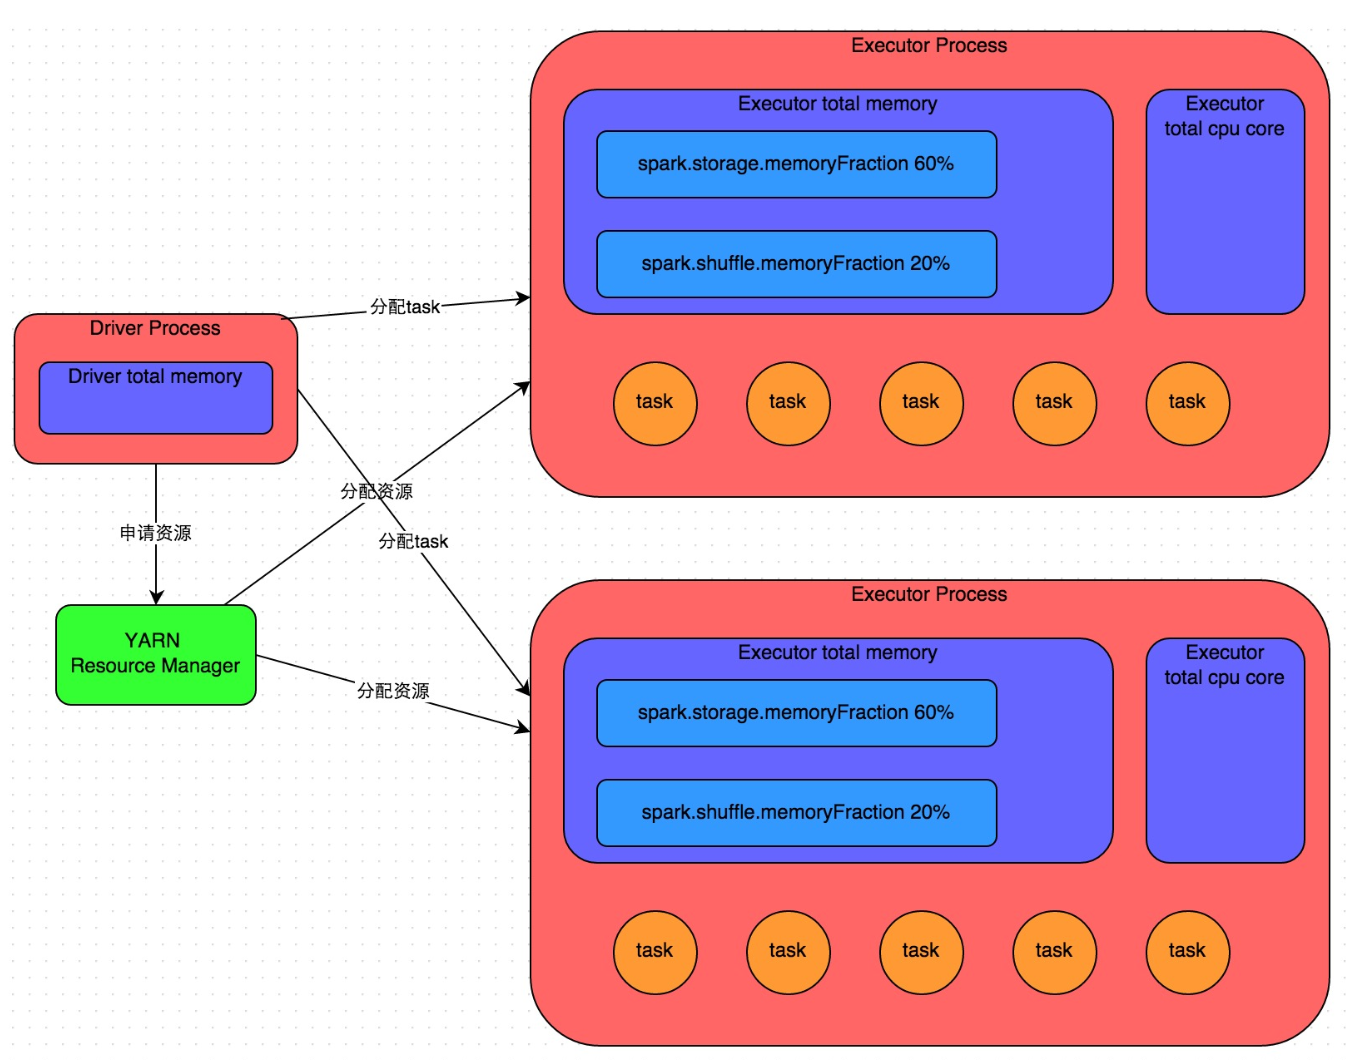 Executor Process
Executor total memory
Executor
total cpu core
spark.storage.memoryFraction 60%
spark.shuffle.memoryFraction 20%
分配task
Driver Process
Driver total memory
task
task
task
task
task
分配资源
申请资源
分配task
Executor Process
YARN
Resource Manager
Executor total memory
Executor
total cpu core
分配资源
spark.storage.memoryFraction 60%
spark.shuffle.memoryFraction 20%
task
task
task
task
task